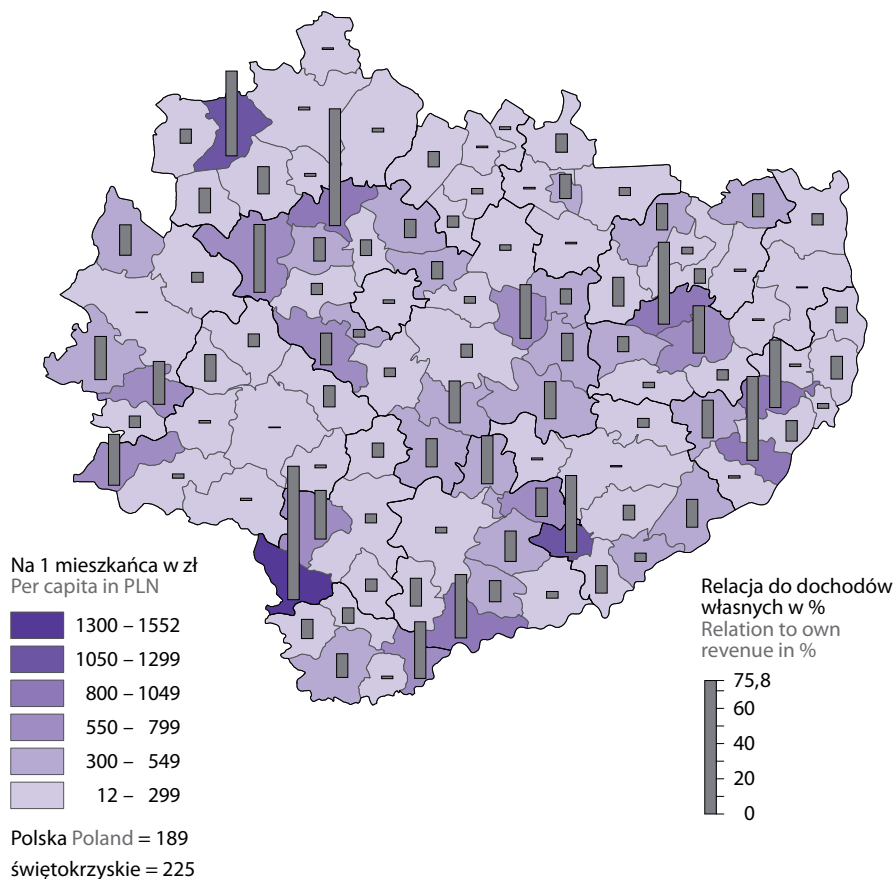 Na 1 mieszkańca w zł
Per capita in PLN
1300 – 1552
1050 – 1299
800 – 1049
550 – 799
300 – 549
12 – 299
Polska Poland = 189
świętokrzyskie = 225
Relacja do dochodów
własnych w %
Relation to own
revenue in %
75,8
60
40
20
0